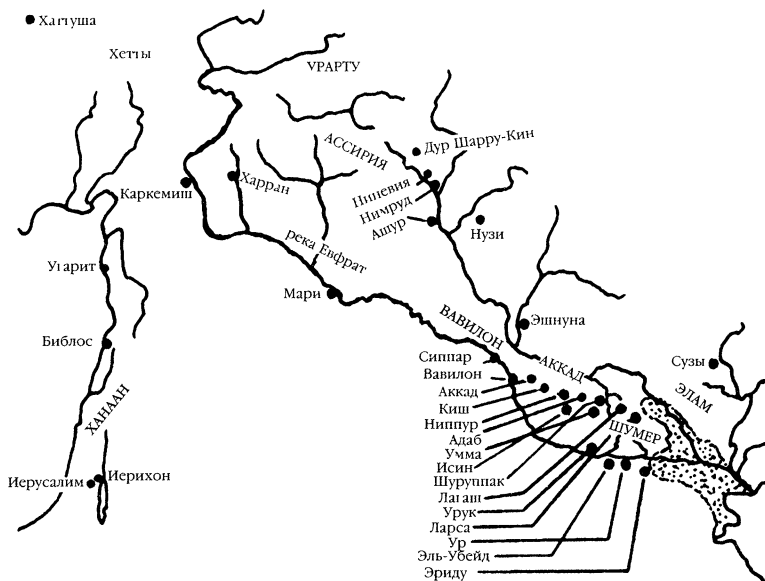 Хаттуша
Хетты
УРАРТУ
АССИРИЯ
Дур Шарру-Кин
Каркемиш
Харран
Ниневия
Нимруд
Ашур
Нузи
река Евфрат
Угарит
Мари
ВАВИЛОН
Эшнуна
Библос
Сиппар
АККАД
Сузы
Вавилон
ЭЛАМ
Аккад
Киш
ХАНААН
Ниппур
ШУМЕР
Адаб
Умма
Исин
Иерусалим
Иерихон
Шуруппак
Лагаш
Урук
Ларса
Ур
Эль-Убейд
Эриду